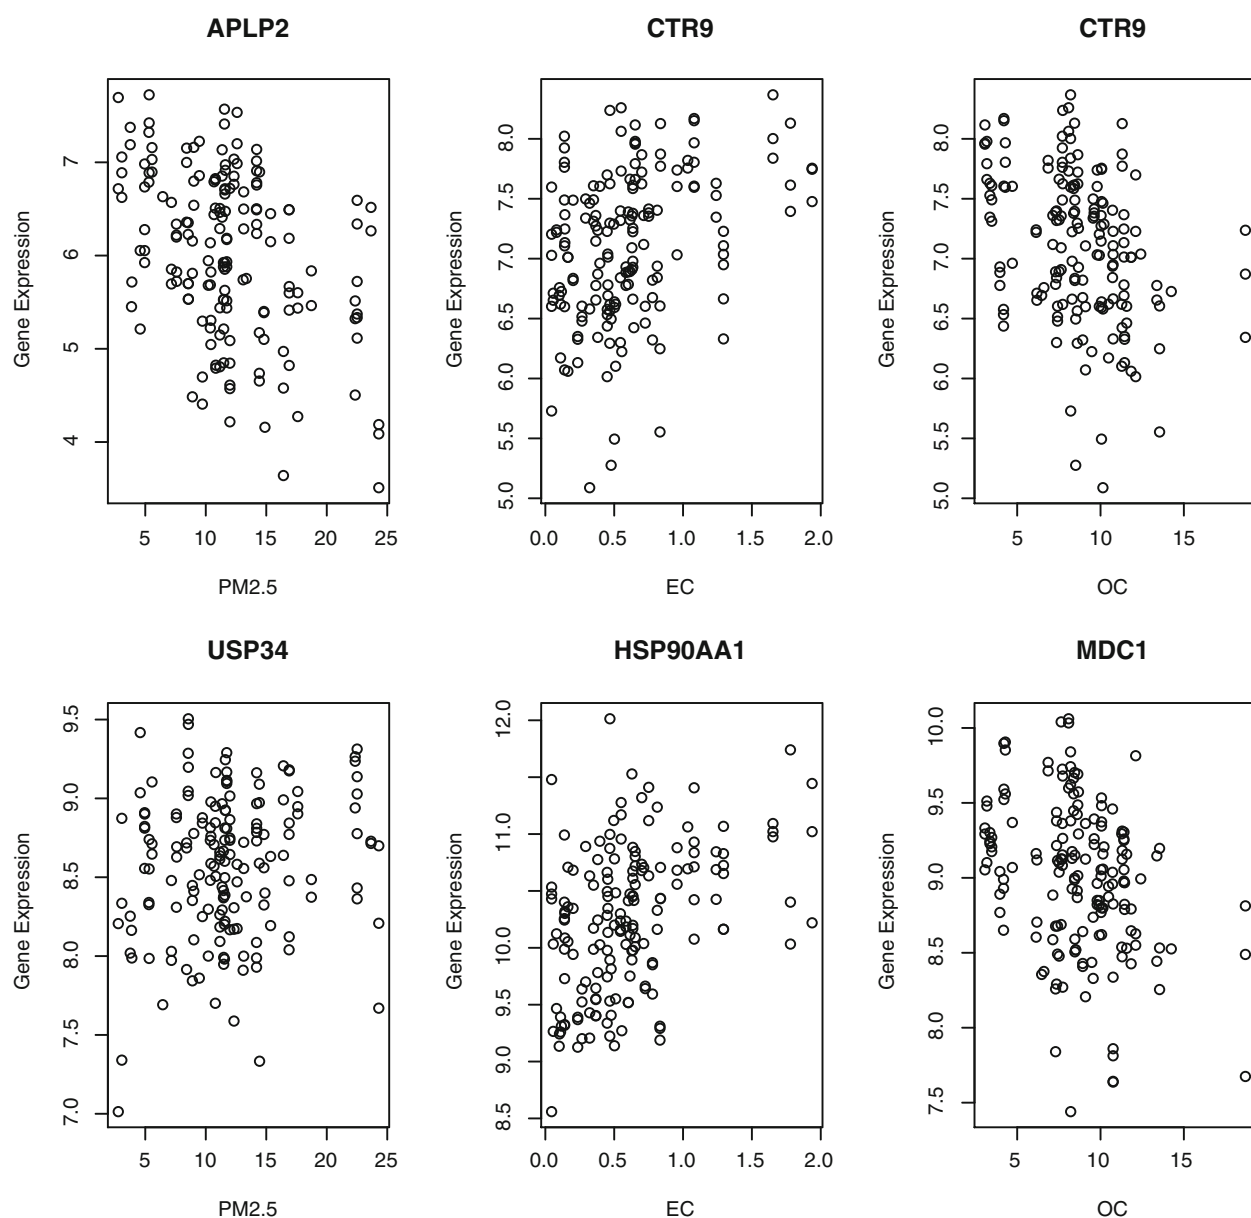 APLP2
CTR9
CTR9
Gene Expression
4 5 6 7
5 10 15 20 25
PM2.5
Gene Expression
5.0 5.5 6.0 6.5 7.0 7.5 8.0
0.0 0.5 1.0 1.5 2.0
EC
Gene Expression
5.0 5.5 6.0 6.5 7.0 7.5 8.0
5 10 15
OC
USP34
HSP90AA1
MDC1
Gene Expression
7.0 7.5 8.0 8.5 9.0 9.5
5 10 15 20 25
PM2.5
Gene Expression
8.5 9.0 9.5 10.0 11.0 12.0
0.0 0.5 1.0 1.5 2.0
EC
Gene Expression
7.5 8.0 8.5 9.0 9.5 10.0
5 10 15
OC